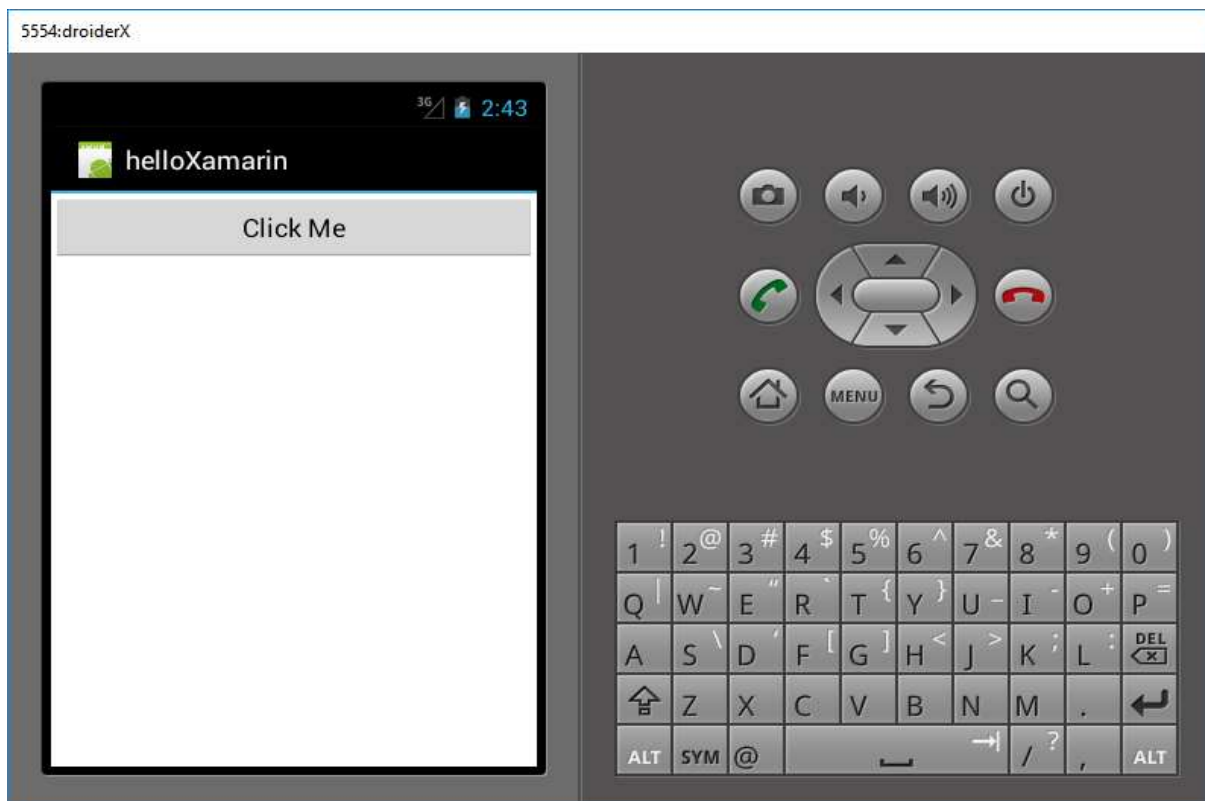 5554:droiderX
3G 2:43
helloXamarin
Click Me
MENU
1 ! 2 @ 3 # 4 $ 5 % 6 ^ 7 & 8 * 9 ( 0 )
Q | W ~ E " R ` T { Y } U _ I - O + P =
A S \ D ' F [ G ] H < J > K ; L : DEL
Z X C V B N M .
ALT SYM @ / ? , ALT